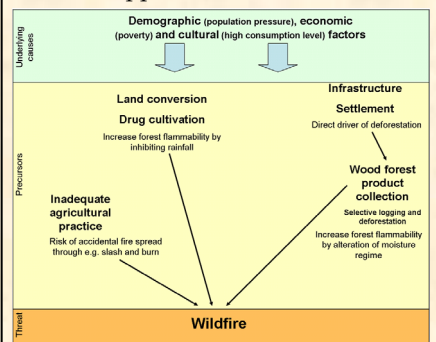 Underlying
causes
Demographic (population pressure), economic
(poverty) and cultural (high consumption level) factors
Precursors
Land conversion
Drug cultivation
Increase forest flammability by
inhibiting rainfall
Infrastructure
Settlement
Direct driver of deforestation
Wood forest
product
collection
Selective logging and
deforestation
Increase forest flammability
by alteration of moisture
regime
Inadequate
agricultural
practice
Risk of accidental fire spread
through e.g. slash and burn
Threat
Wildfire